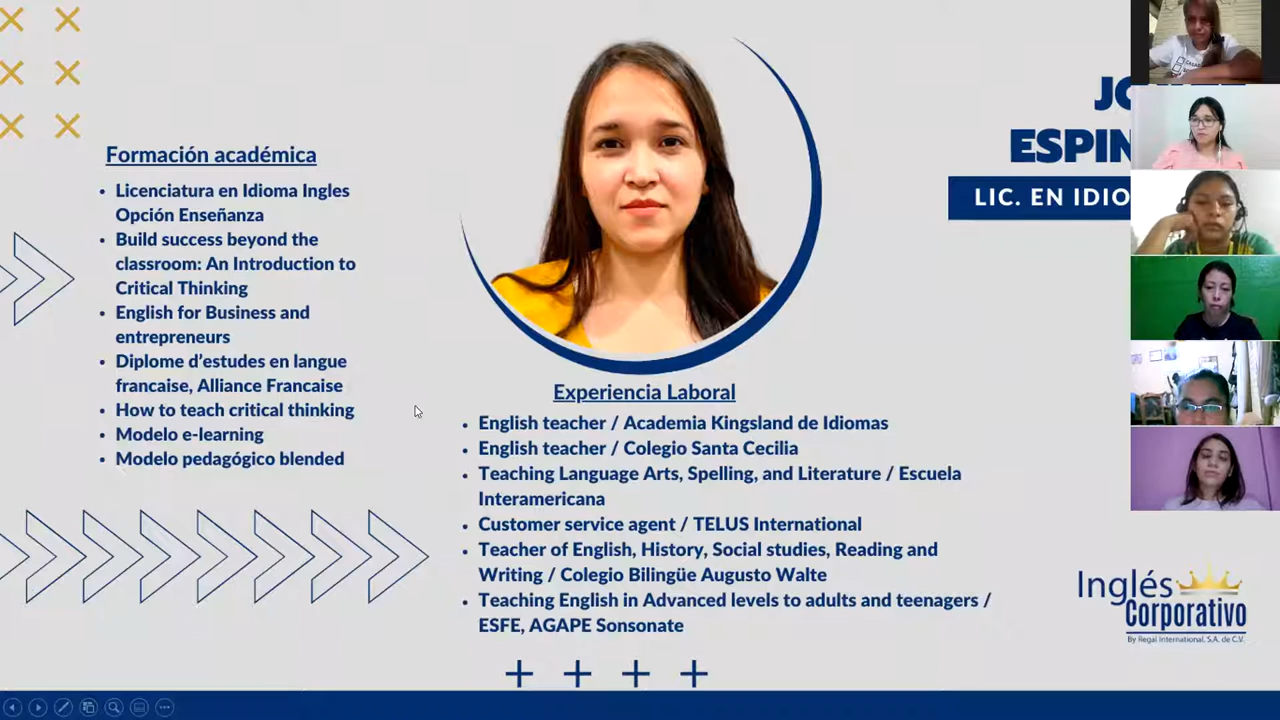 Formación académica
Licenciatura en Idioma Ingles
Opción Enseñanza
Build success beyond the
classroom: An Introduction to
Critical Thinking
English for Business and
entrepreneurs
Diplome d’estudes en langue
francaise, Alliance Francaise
How to teach critical thinking
Modelo e-learning
Modelo pedagógico blended
Experiencia Laboral
English teacher / Academia Kingsland de Idiomas
English teacher / Colegio Santa Cecilia
Teaching Language Arts, Spelling, and Literature / Escuela
Interamericana
Customer service agent / TELUS International
Teacher of English, History, Social studies, Reading and
Writing / Colegio Bilingüe Augusto Walte
Teaching English in Advanced levels to adults and teenagers /
ESFE, AGAPE Sonsonate
LIC. EN IDIO
Inglés
Corporativo
By Regal International, S.A. de C.V.